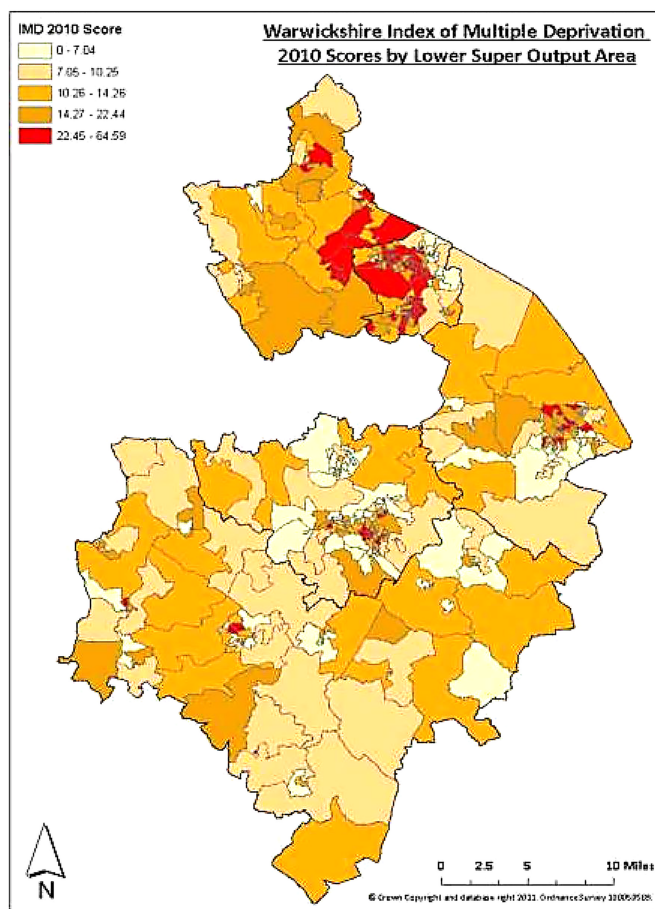 IMD 2010 Score
0 - 7.04
7.05 - 10.25
10.26 - 14.26
14.27 - 22.44
22.45 - 64.59
Warwickshire Index of Multiple Deprivation
2010 Scores by Lower Super Output Area
N
0 2.5 5 10 Miles
© Crown Copyright and database right 2011. Ordnance Survey